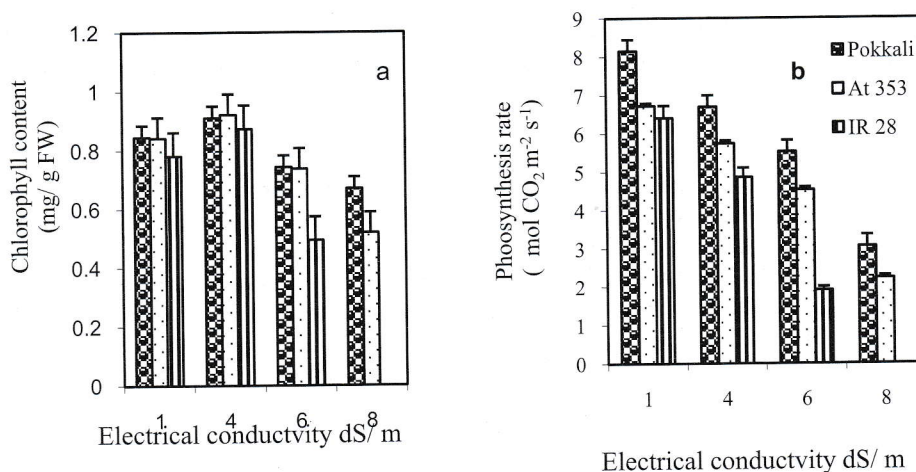 1.2
1
0.8
0.6
0.4
0.2
0
Chlorophyll content
(mg/ g FW)
a
1
4
6
8
Electrical conductvity dS/ m
9
8
7
6
5
4
3
2
1
0
Phoosynthesis rate
( mol CO₂ m⁻² s⁻¹)
b
Pokkali
At 353
IR 28
1
4
6
8
Electrical conductvity dS/ m